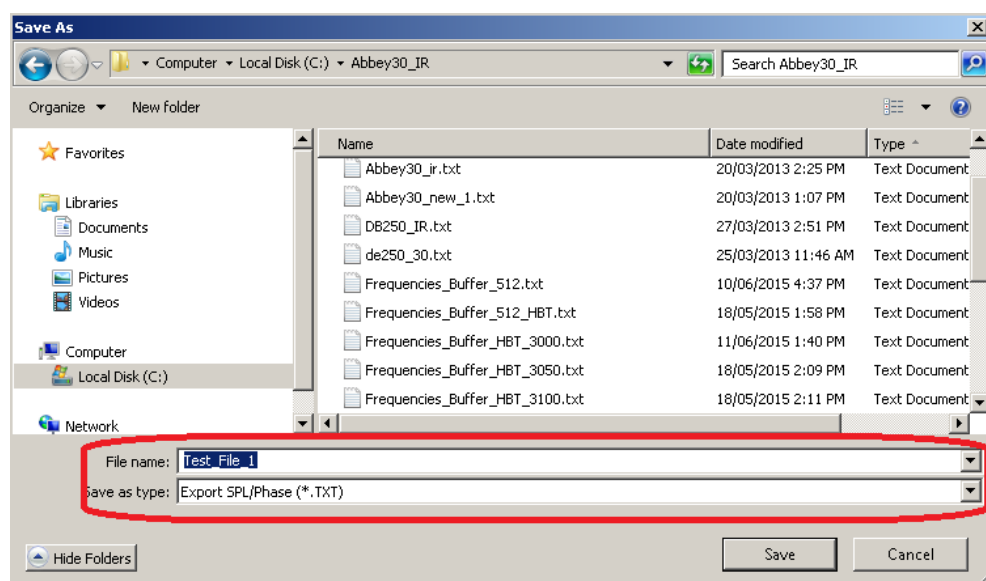 Save As
Computer Local Disk (C:) Abbey30_IR
Search Abbey30_IR
Organize New folder
Favorites
Libraries
Documents
Music
Pictures
Videos
Computer
Local Disk (C:)
Network
Name Date modified Type
Abbey30_ir.txt 20/03/2013 2:25 PM Text Document
Abbey30_new_1.txt 20/03/2013 1:07 PM Text Document
DB250_IR.txt 27/03/2013 2:51 PM Text Document
de250_30.txt 25/03/2013 11:46 AM Text Document
Frequencies_Buffer_512.txt 10/06/2015 4:37 PM Text Document
Frequencies_Buffer_512_HBT.txt 18/05/2015 1:58 PM Text Document
Frequencies_Buffer_HBT_3000.txt 11/06/2015 1:40 PM Text Document
Frequencies_Buffer_HBT_3050.txt 18/05/2015 2:09 PM Text Document
Frequencies_Buffer_HBT_3100.txt 18/05/2015 2:11 PM Text Document
File name: Test_File_1
Save as type: Export SPL/Phase (*.TXT)
Hide Folders
Save
Cancel